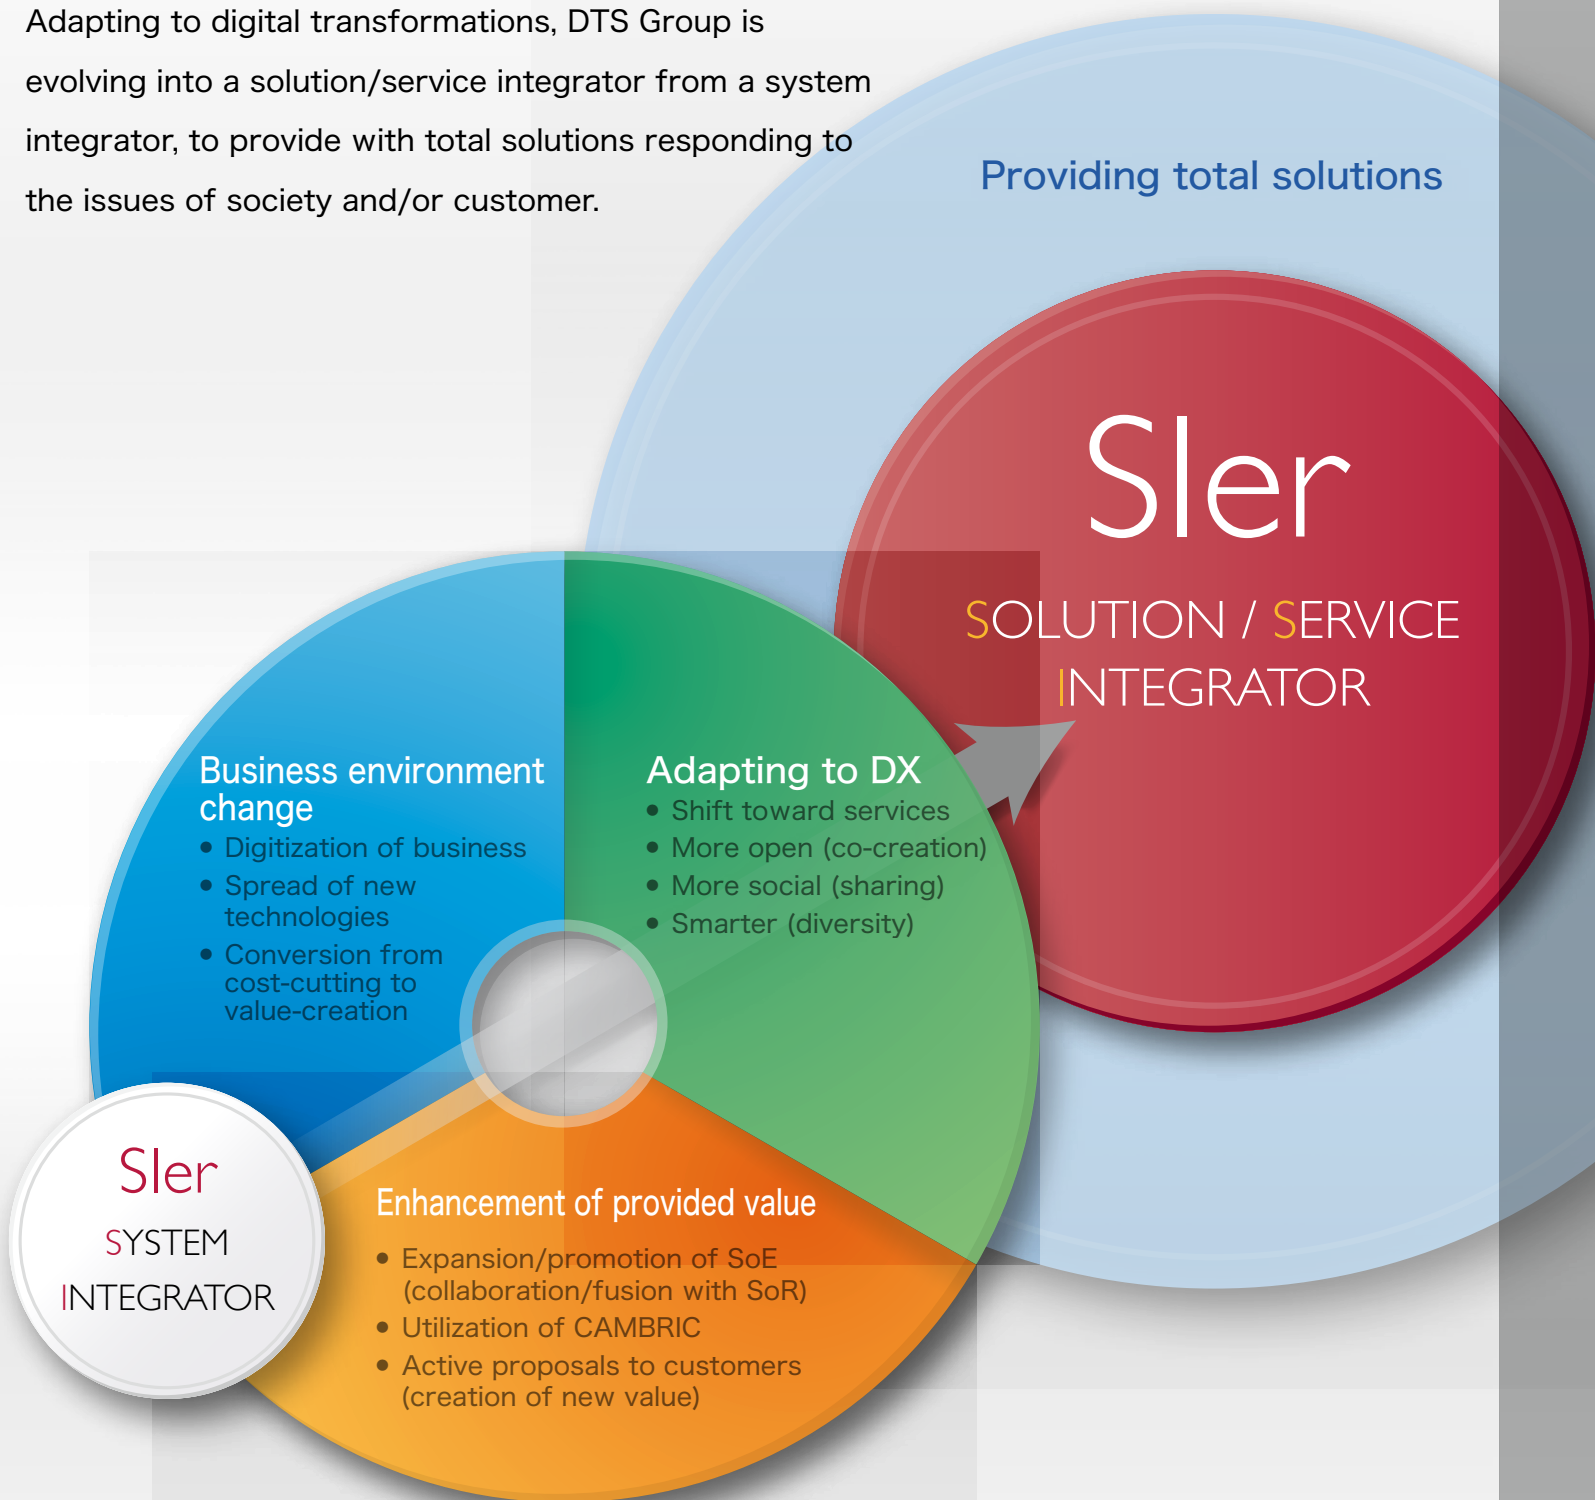 Adapting to digital transformations, DTS Group is
evolving into a solution/service integrator from a system
integrator, to provide with total solutions responding to
the issues of society and/or customer.
Providing total solutions
SIer
SOLUTION / SERVICE
INTEGRATOR
Business environment
change
• Digitization of business
• Spread of new
technologies
• Conversion from
cost-cutting to
value-creation
Adapting to DX
• Shift toward services
• More open (co-creation)
• More social (sharing)
• Smarter (diversity)
SIer
SYSTEM
INTEGRATOR
Enhancement of provided value
• Expansion/promotion of SoE
(collaboration/fusion with SoR)
• Utilization of CAMBRIC
• Active proposals to customers
(creation of new value)